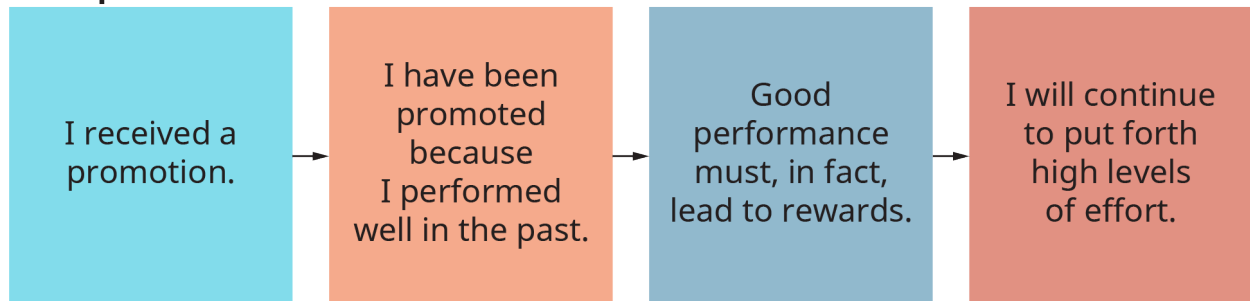 I received a
promotion.
I have been
promoted
because
I performed
well in the past.
Good
performance
must, in fact,
lead to rewards.
I will continue
to put forth
high levels
of effort.